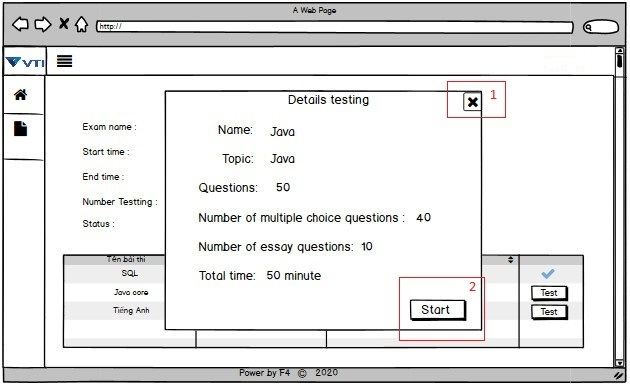 A Web Page
http://
VTI
Details testing
1
Exam name :
Name: Java
Start time :
Topic: Java
End time :
Questions: 50
Number Testting :
Number of multiple choice questions : 40
Status :
Number of essay questions: 10
Tên bài thi
Total time: 50 minute
SQL
Java core
Test
Tiếng Anh
Test
2
Start
Power by F4 © 2020